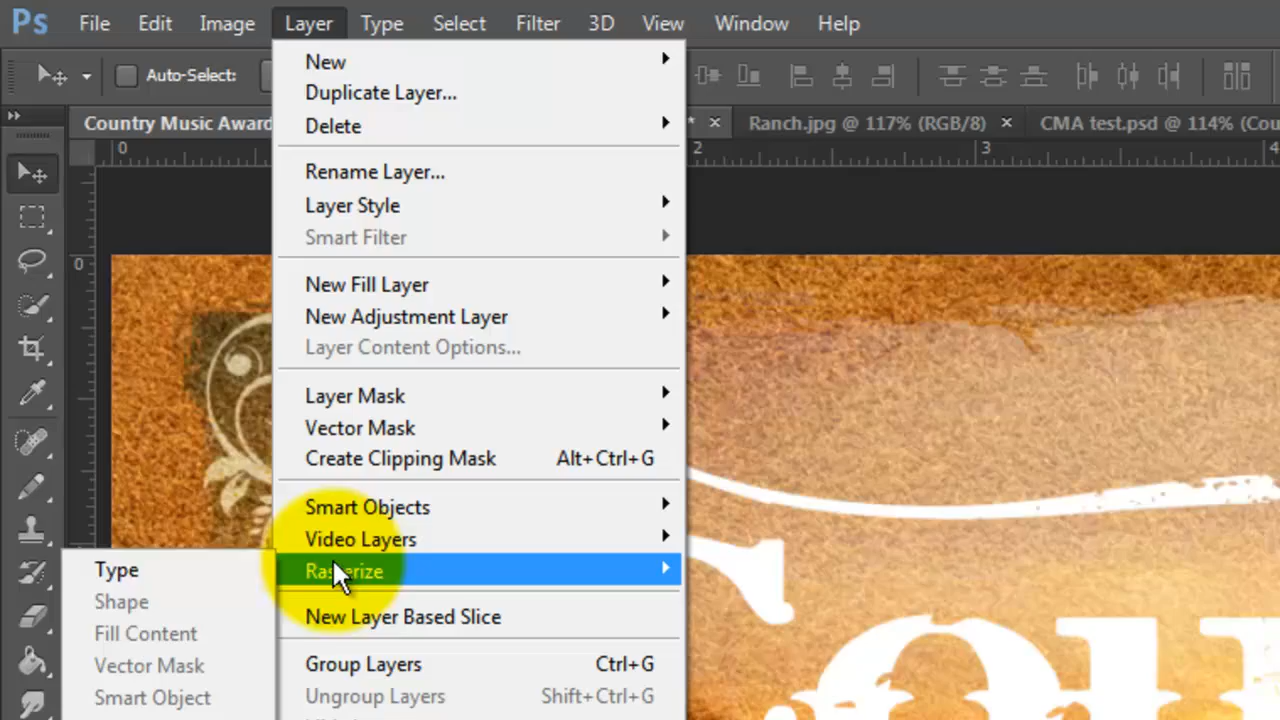 Ps File Edit Image Layer Type Select Filter 3D View Window Help
Auto-Select:
Country Music Award * × Ranch.jpg @ 117% (RGB/8) × CMA test.psd @ 114% (Cou
0 2 3 4
0
New
Duplicate Layer...
Delete
Rename Layer...
Layer Style
Smart Filter
New Fill Layer
New Adjustment Layer
Layer Content Options...
Layer Mask
Vector Mask
Create Clipping Mask Alt+Ctrl+G
Smart Objects
Video Layers
Rasterize
New Layer Based Slice
Group Layers Ctrl+G
Ungroup Layers Shift+Ctrl+G
Type
Shape
Fill Content
Vector Mask
Smart Object